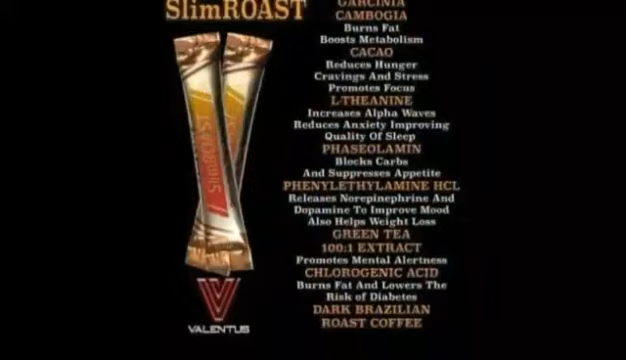 SlimROAST
GARCINIA
CAMBOGIA
Burns Fat
Boosts Metabolism
CACAO
Reduces Hunger
Cravings And Stress
Promotes Focus
L-THEANINE
Increases Alpha Waves
Reduces Anxiety Improving
Quality Of Sleep
PHASEOLAMIN
Blocks Carbs
And Suppresses Appetite
PHENYLETHYLAMINE HCL
Releases Norepinephrine And
Dopamine To Improve Mood
Also Helps Weight Loss
GREEN TEA
100:1 EXTRACT
Promotes Mental Alertness
CHLOROGENIC ACID
Burns Fat And Lowers The
Risk of Diabetes
DARK BRAZILIAN
ROAST COFFEE
SlimROAST
VALENTUS